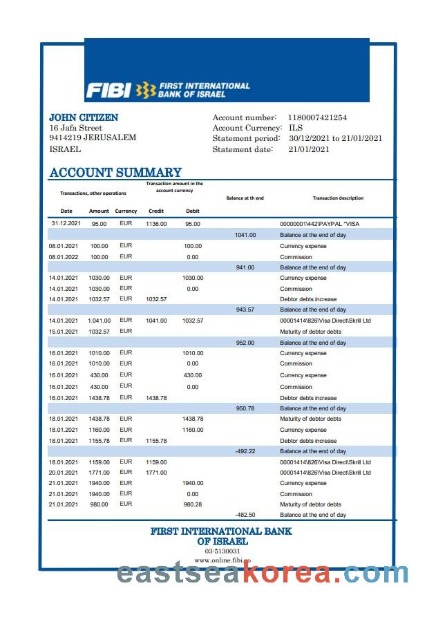 FIBI FIRST INTERNATIONAL
BANK OF ISRAEL
JOHN CITIZEN
16 Jafa Street
9414219 JERUSALEM
ISRAEL
Account number: 1180007421254
Account Currency: ILS
Statement period: 30/12/2021 to 21/01/2021
Statement date: 21/01/2021
ACCOUNT SUMMARY
Transactions, other operations
Transaction amount in the
account currency
Balance at th end
Transaction description
Date Amount Currency Credit Debit
31.12.2021 95.00 EUR 1136.00 95.00 00000001\442\PAYPAL *VISA
1041.00 Balance at the end of day
08.01.2021 100.00 EUR 100.00 Currency expense
08.01.2022 100.00 EUR 0.00 Commission
941.00 Balance at the end of day
14.01.2021 1030.00 EUR 1030.00 Currency expense
14.01.2021 1030.00 EUR 0.00 Commission
14.01.2021 1032.57 EUR 1032.57 Debtor debts increase
943.57 Balance at the end of day
14.01.2021 1.041.00 EUR 1041.00 1032.57 00001414\826\Visa Direct\Skrill Ltd
15.01.2021 1032.57 EUR Maturity of debtor debts
952.00 Balance at the end of day
16.01.2021 1010.00 EUR 1010.00 Currency expense
16.01.2021 1010.00 EUR 0.00 Commission
16.01.2021 430.00 EUR 430.00 Currency expense
16.01.2021 430.00 EUR 0.00 Commission
16.01.2021 1438.78 EUR 1438.78 Debtor debts increase
950.78 Balance at the end of day
18.01.2021 1438.78 EUR 1438.78 Maturity of debtor debts
18.01.2021 1160.00 EUR 1160.00 Currency expense
18.01.2021 1155.78 EUR 1155.78 Debtor debts increase
-492.22 Balance at the end of day
18.01.2021 1159.00 EUR 1159.00 00001414\826\Visa Direct\Skrill Ltd
20.01.2021 1771.00 EUR 1771.00 00001414\826\Visa Direct\Skrill Ltd
21.01.2021 1940.00 EUR 1940.00 Currency expense
21.01.2021 1940.00 EUR 0.00 Commission
21.01.2021 980.00 EUR 980.28 Maturity of debtor debts
-482.50 Balance at the end of day
FIRST INTERNATIONAL BANK
OF ISRAEL
03-5130031
www.online.fibi.co
eastseakorea.com